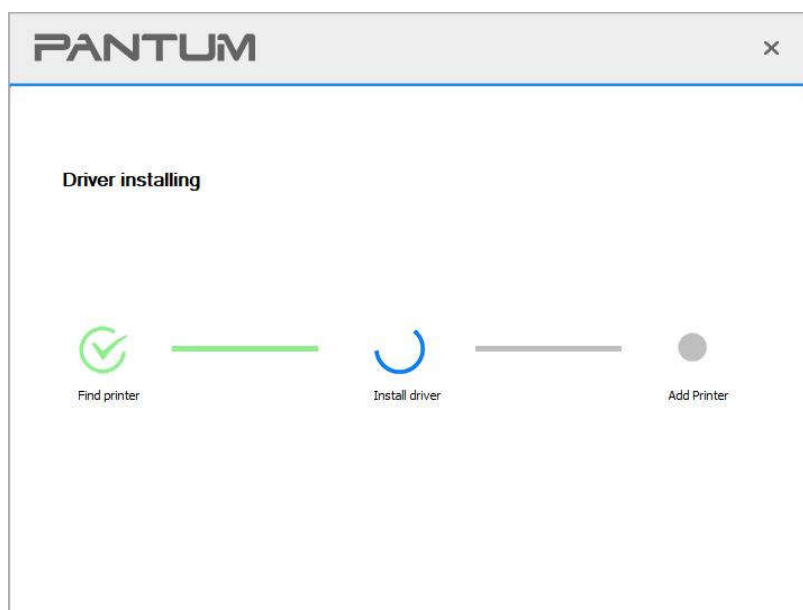 PANTUM
Driver installing
Find printer
Install driver
Add Printer